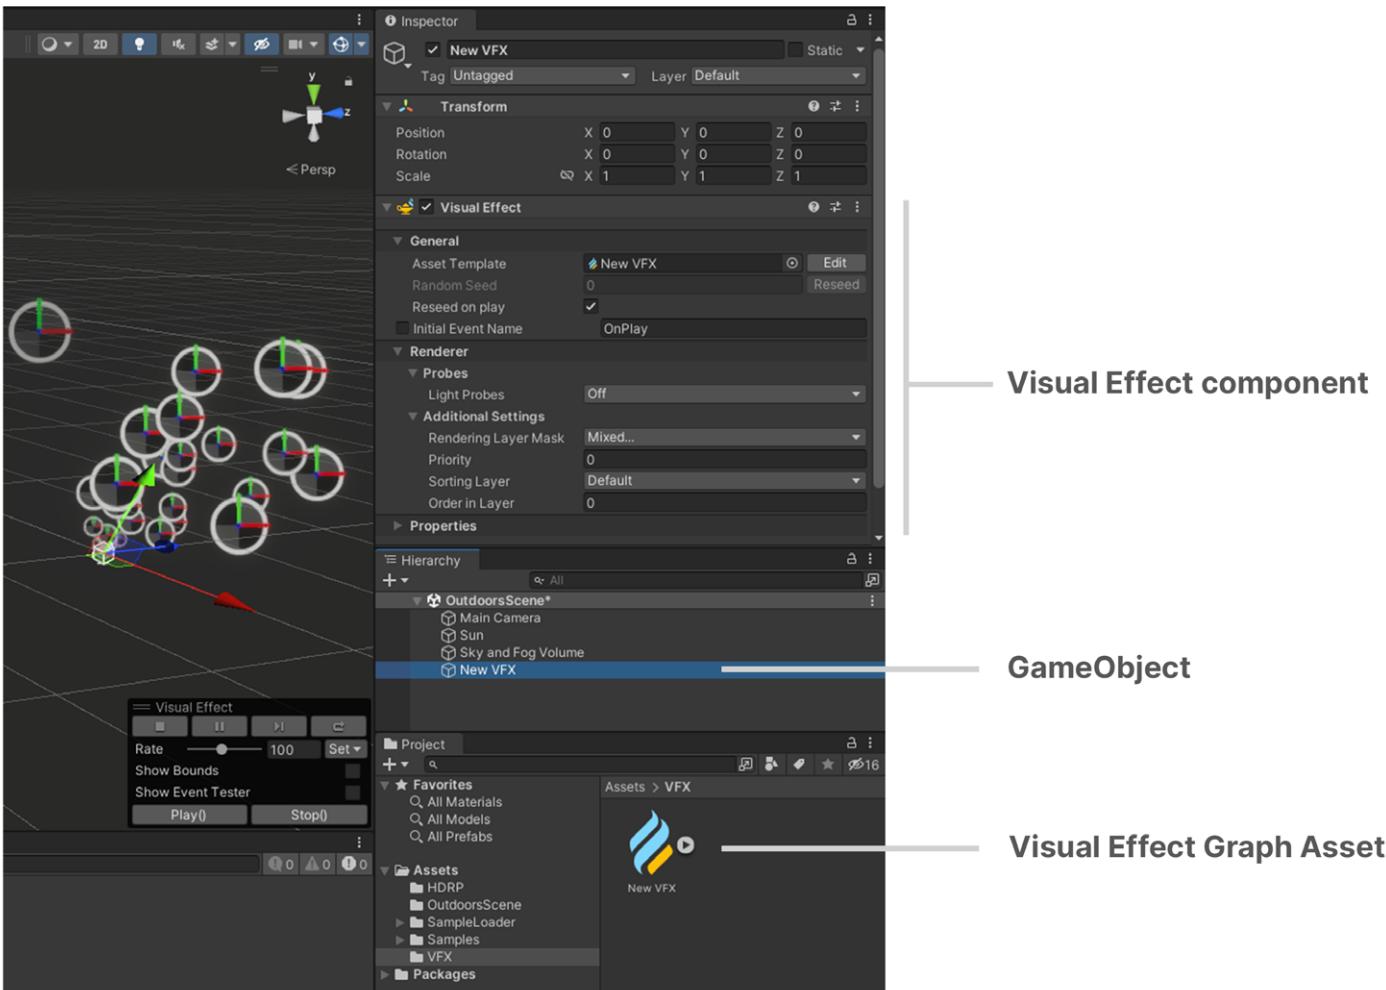 Inspector
2D
New VFX
Static
Tag Untagged Layer Default
y
z
Persp
Transform
Position X 0 Y 0 Z 0
Rotation X 0 Y 0 Z 0
Scale X 1 Y 1 Z 1
Visual Effect
General
Asset Template New VFX Edit
Random Seed 0 Reseed
Reseed on play
Initial Event Name OnPlay
Renderer
Probes
Light Probes Off
Additional Settings
Rendering Layer Mask Mixed...
Priority 0
Sorting Layer Default
Order in Layer 0
Properties
Visual Effect component
Hierarchy
All
OutdoorsScene*
Main Camera
Sun
Sky and Fog Volume
New VFX
GameObject
Visual Effect
Rate 100 Set
Show Bounds
Show Event Tester
Play() Stop()
0 0 0
Project
16
Favorites
All Materials
All Models
All Prefabs
Assets
HDRP
OutdoorsScene
SampleLoader
Samples
VFX
Packages
Assets > VFX
New VFX
Visual Effect Graph Asset